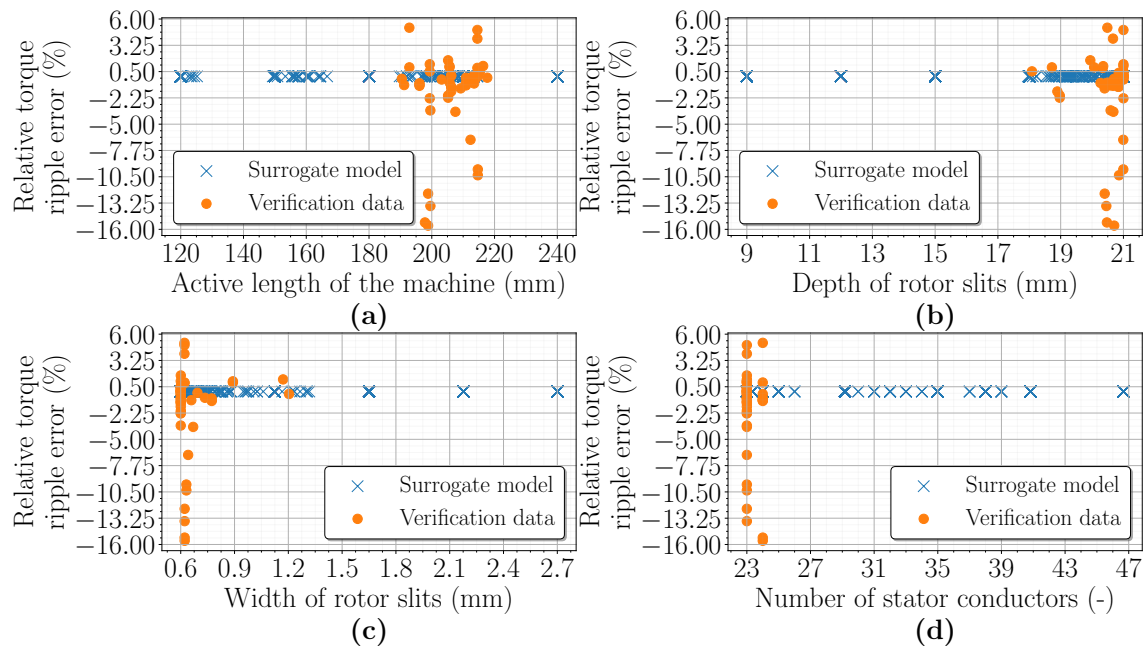 Relative torque
ripple error (%)
6.00
3.25
0.50
−2.25
−5.00
−7.75
−10.50
−13.25
−16.00
Surrogate model
Verification data
120 140 160 180 200 220 240
Active length of the machine (mm)
(a)
Relative torque
ripple error (%)
6.00
3.25
0.50
−2.25
−5.00
−7.75
−10.50
−13.25
−16.00
Surrogate model
Verification data
9 11 13 15 17 19 21
Depth of rotor slits (mm)
(b)
Relative torque
ripple error (%)
6.00
3.25
0.50
−2.25
−5.00
−7.75
−10.50
−13.25
−16.00
Surrogate model
Verification data
0.6 0.9 1.2 1.5 1.8 2.1 2.4 2.7
Width of rotor slits (mm)
(c)
Relative torque
ripple error (%)
6.00
3.25
0.50
−2.25
−5.00
−7.75
−10.50
−13.25
−16.00
Surrogate model
Verification data
23 27 31 35 39 43 47
Number of stator conductors (-)
(d)